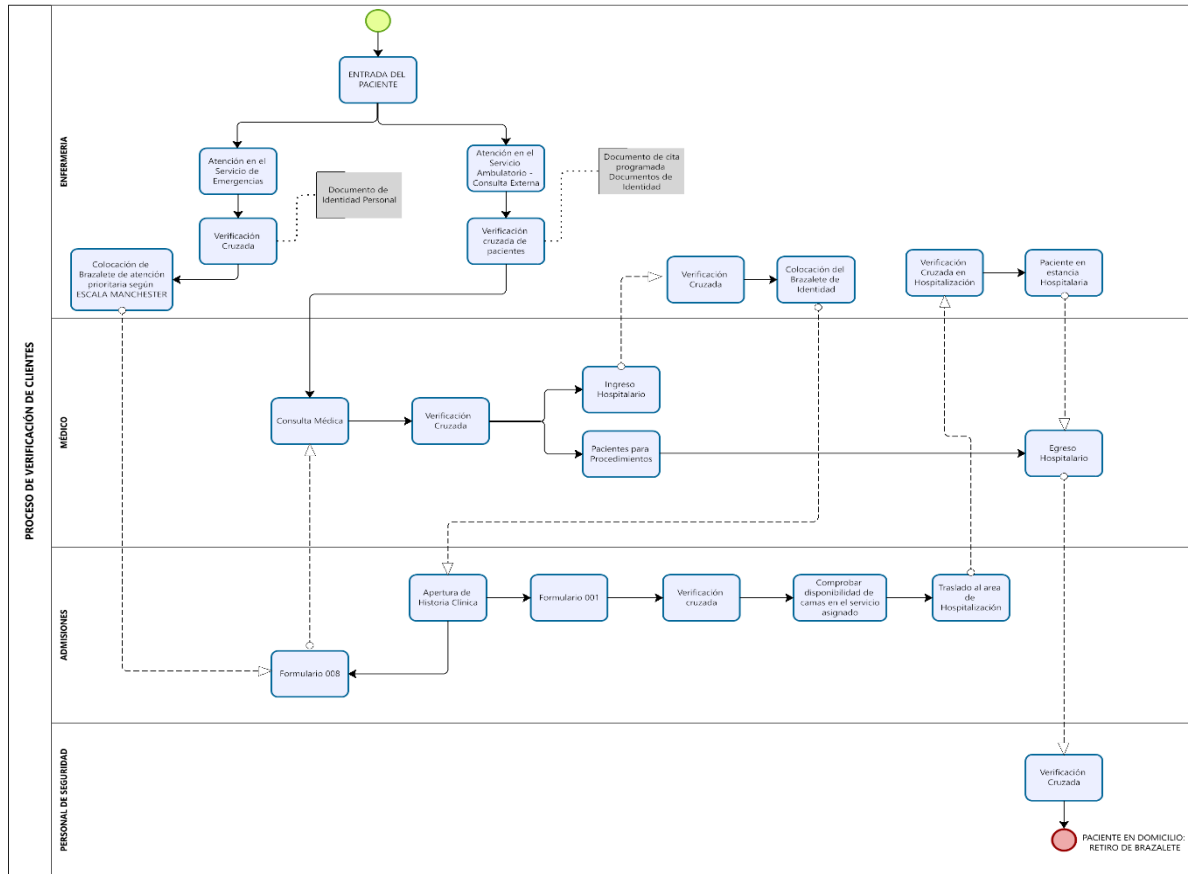 PROCESO DE VERIFICACIÓN DE CLIENTES
ENFERMERIA
ENTRADA DEL
PACIENTE
Atención en el
Servicio de
Emergencias
Documento de
Identidad Personal
Verificación
Cruzada
Colocación de
Brazalete de atención
prioritaria según
ESCALA MANCHESTER
Atención en el
Servicio
Ambulatorio -
Consulta Externa
Documento de cita
programada
Documentos de
Identidad
Verificación
cruzada de
pacientes
Verificación
Cruzada
Colocación del
Brazalete de
Identidad
Verificación
Cruzada en
Hospitalización
Paciente en
estancia
Hospitalaria
MÉDICO
Consulta Médica
Verificación
Cruzada
Ingreso
Hospitalario
Pacientes para
Procedimientos
Egreso
Hospitalario
ADMISIONES
Apertura de
Historia Clínica
Formulario 001
Verificación
cruzada
Comprobar
disponibilidad de
camas en el servicio
asignado
Traslado al area
de
Hospitalización
Formulario 008
PERSONAL DE SEGURIDAD
Verificación
Cruzada
PACIENTE EN DOMICILIO:
RETIRO DE BRAZALETE